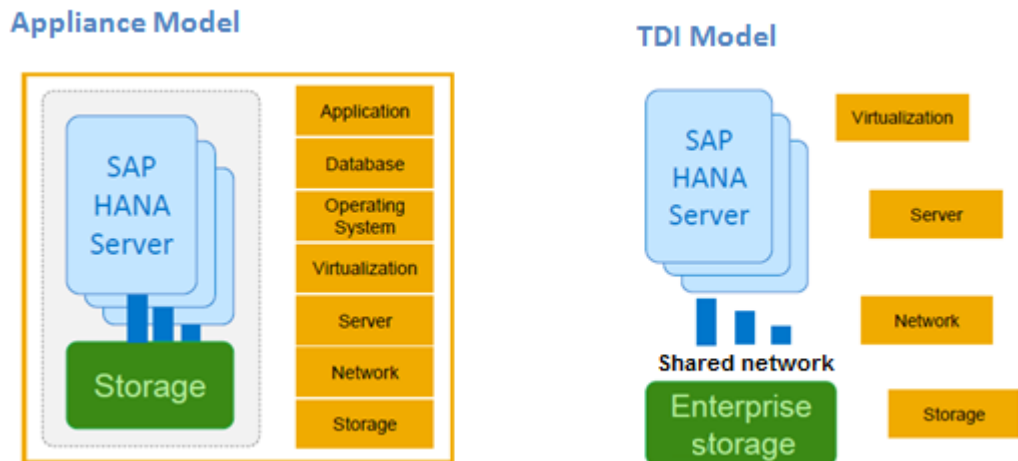 Appliance Model
SAP
HANA
Server
Storage
Application
Database
Operating
System
Virtualization
Server
Network
Storage
TDI Model
SAP
HANA
Server
Shared network
Enterprise
storage
Virtualization
Server
Network
Storage